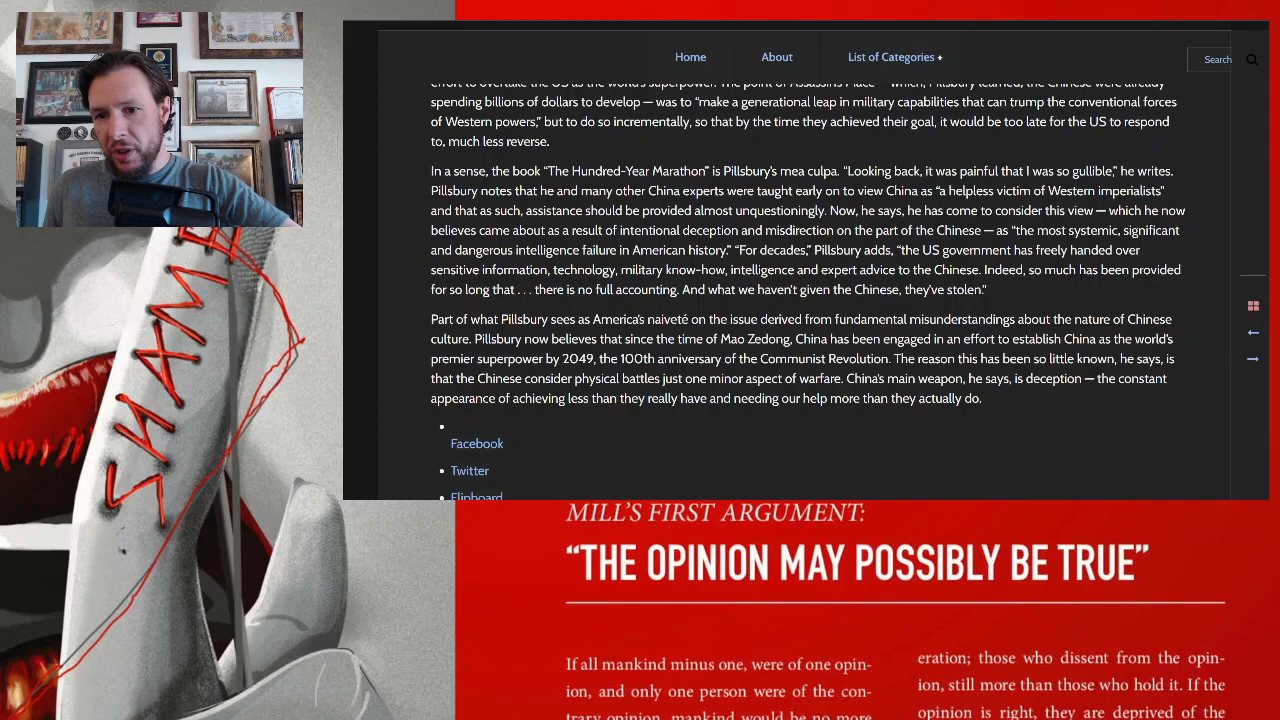 Home
About
List of Categories +
Search
effort to overtake the US as the world's superpower. The point of Assassin's Mace — which, Pillsbury learned, the Chinese were already
spending billions of dollars to develop — was to “make a generational leap in military capabilities that can trump the conventional forces
of Western powers,” but to do so incrementally, so that by the time they achieved their goal, it would be too late for the US to respond
to, much less reverse.
In a sense, the book “The Hundred-Year Marathon” is Pillsbury's mea culpa. “Looking back, it was painful that I was so gullible,” he writes.
Pillsbury notes that he and many other China experts were taught early on to view China as “a helpless victim of Western imperialists”
and that as such, assistance should be provided almost unquestioningly. Now, he says, he has come to consider this view — which he now
believes came about as a result of intentional deception and misdirection on the part of the Chinese — as “the most systemic, significant
and dangerous intelligence failure in American history.” “For decades,” Pillsbury adds, “the US government has freely handed over
sensitive information, technology, military know-how, intelligence and expert advice to the Chinese. Indeed, so much has been provided
for so long that . . . there is no full accounting. And what we haven't given the Chinese, they've stolen.”
Part of what Pillsbury sees as America's naiveté on the issue derived from fundamental misunderstandings about the nature of Chinese
culture. Pillsbury now believes that since the time of Mao Zedong, China has been engaged in an effort to establish China as the world's
premier superpower by 2049, the 100th anniversary of the Communist Revolution. The reason this has been so little known, he says, is
that the Chinese consider physical battles just one minor aspect of warfare. China's main weapon, he says, is deception — the constant
appearance of achieving less than they really have and needing our help more than they actually do.
Facebook
Twitter
Flipboard
SHAME
MILL'S FIRST ARGUMENT:
“THE OPINION MAY POSSIBLY BE TRUE”
If all mankind minus one, were of one opin-
ion, and only one person were of the con-
trary opinion, mankind would be no more
eration; those who dissent from the opin-
ion, still more than those who hold it. If the
opinion is right, they are deprived of the